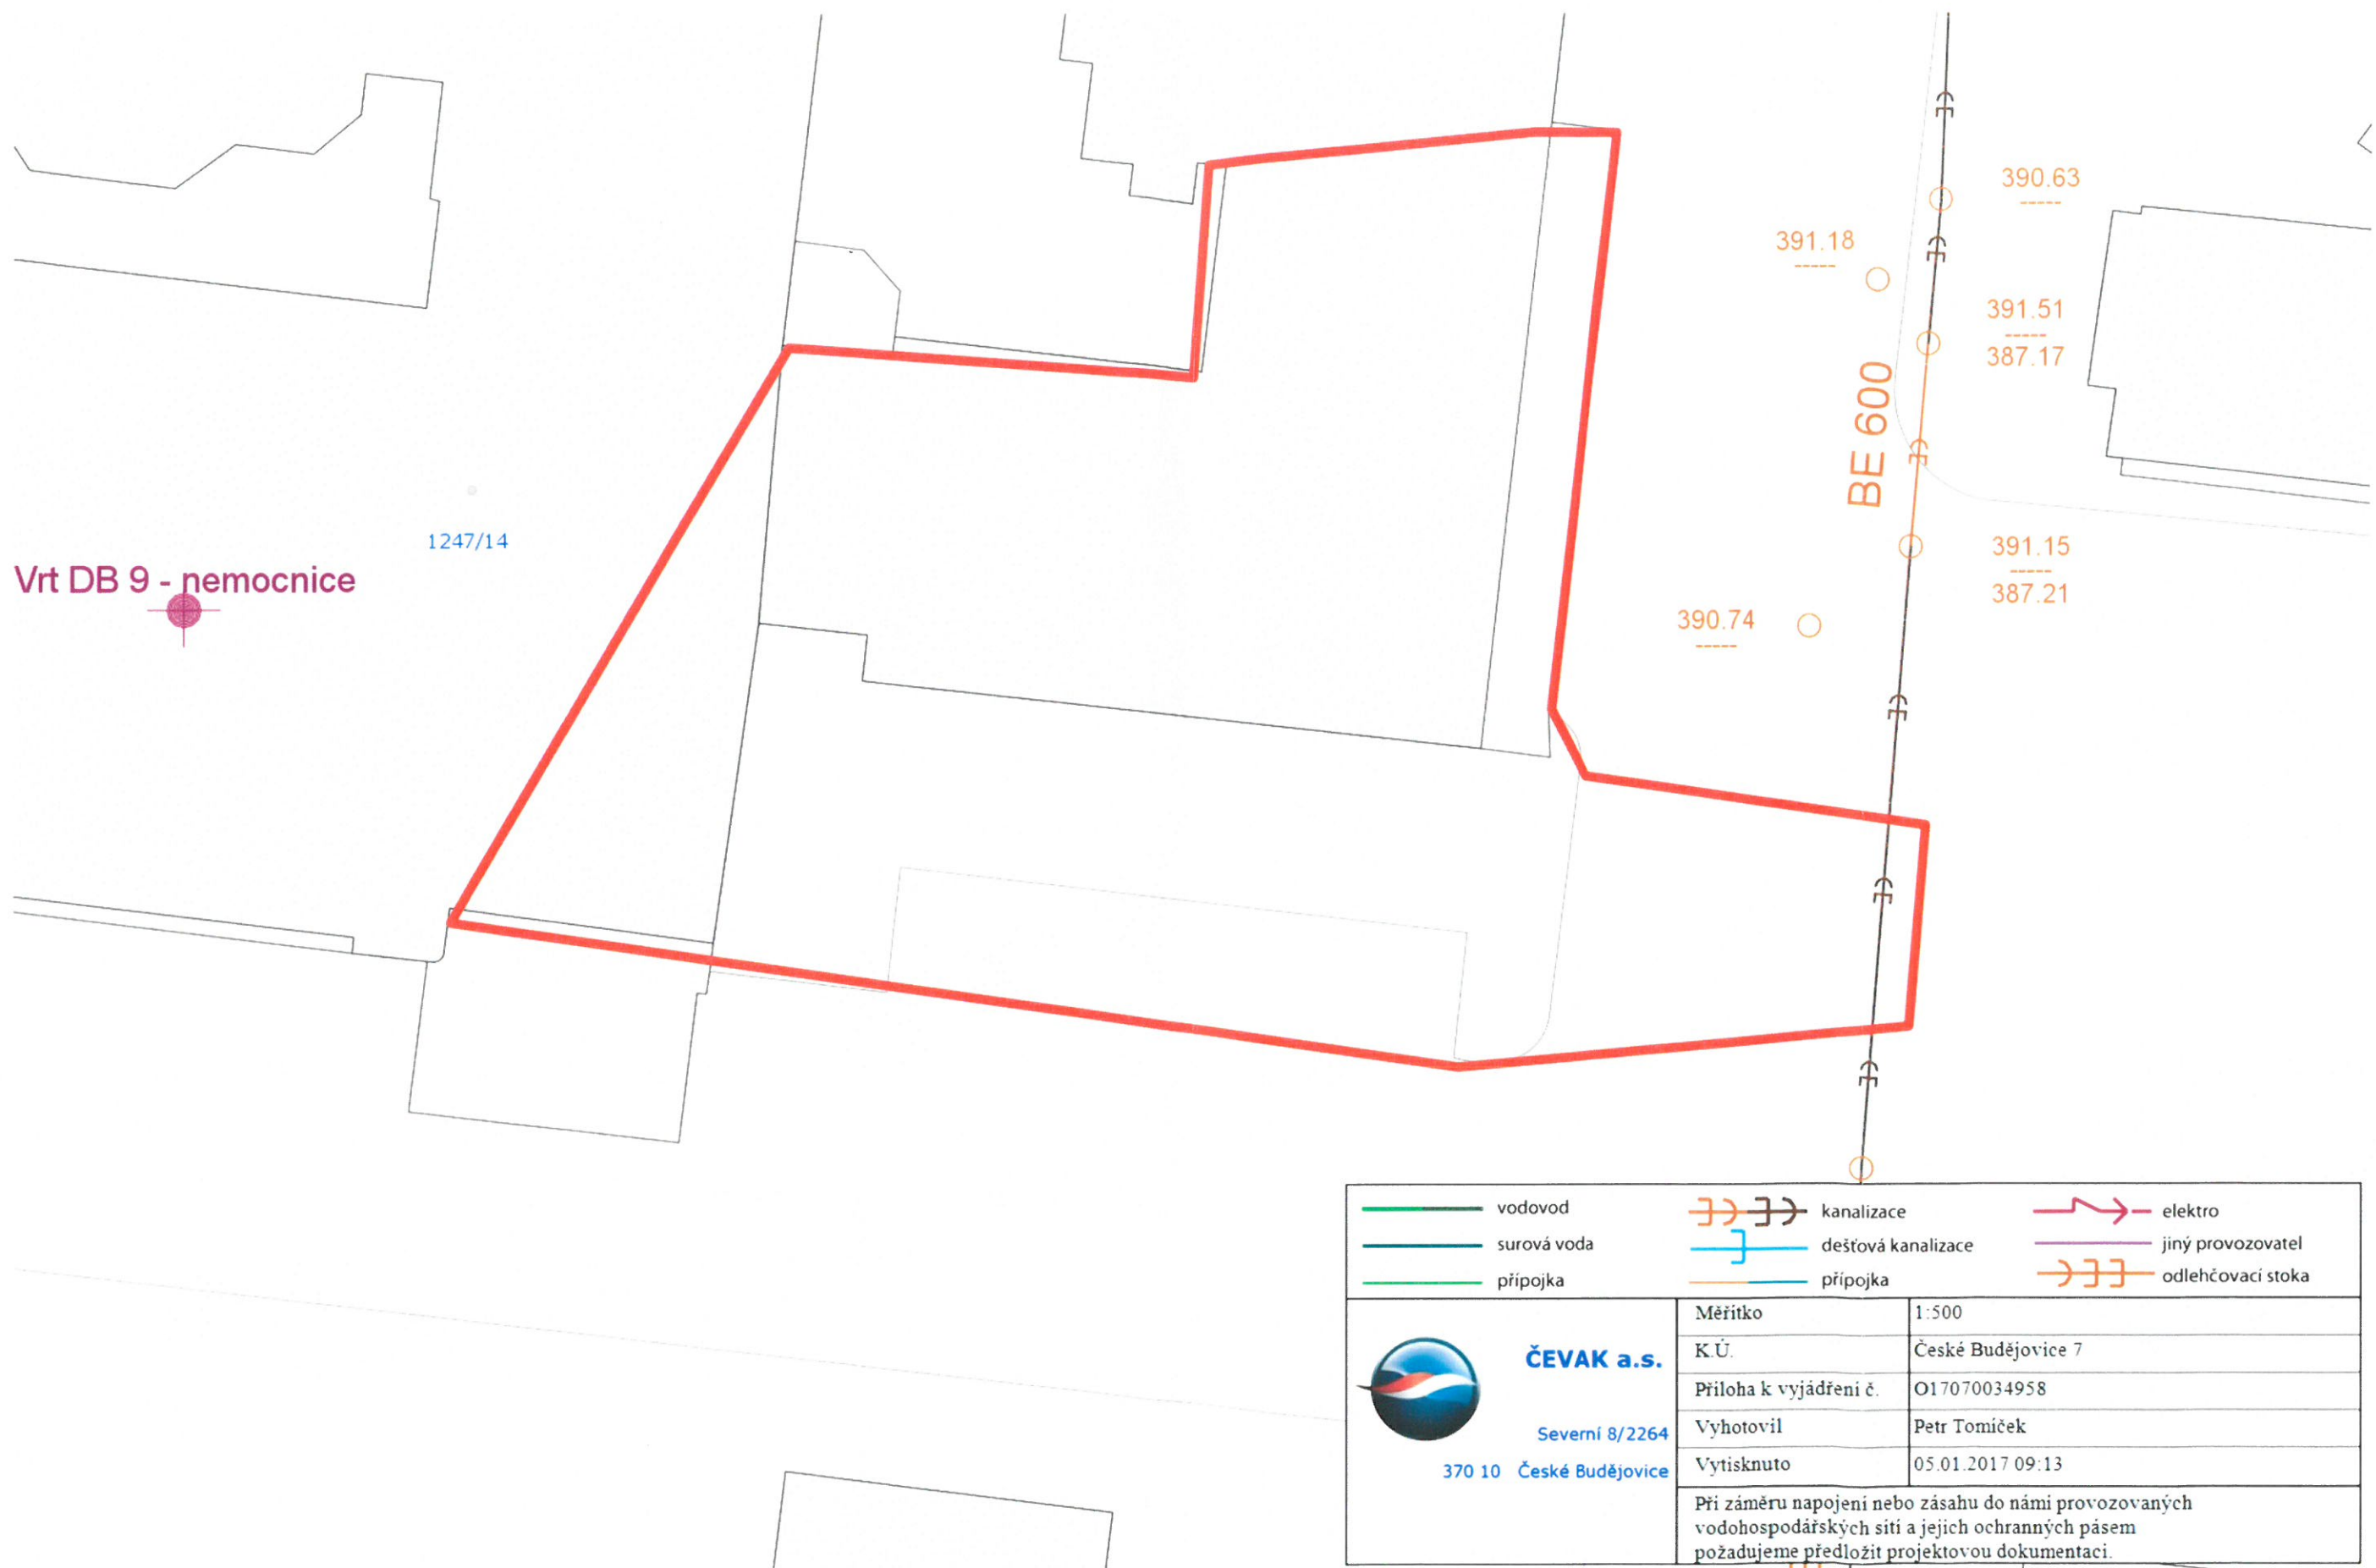 390.63
-----
391.18
-----
391.51
-----
387.17
BE 600
1247/14
Vrt DB 9 - nemocnice
391.15
-----
387.21
390.74
-----
vodovod
kanalizace
elektro
surová voda
dešťová kanalizace
jiný provozovatel
přípojka
přípojka
odlehčovací stoka
ČEVAK a.s.
Severní 8/2264
370 10 České Budějovice
Měřítko
1:500
K.Ú.
České Budějovice 7
Příloha k vyjádření č.
O17070034958
Vyhotovil
Petr Tomíček
Vytisknuto
05.01.2017 09:13
Při záměru napojení nebo zásahu do námi provozovaných
vodohospodářských sítí a jejich ochranných pásem
požadujeme předložit projektovou dokumentaci.